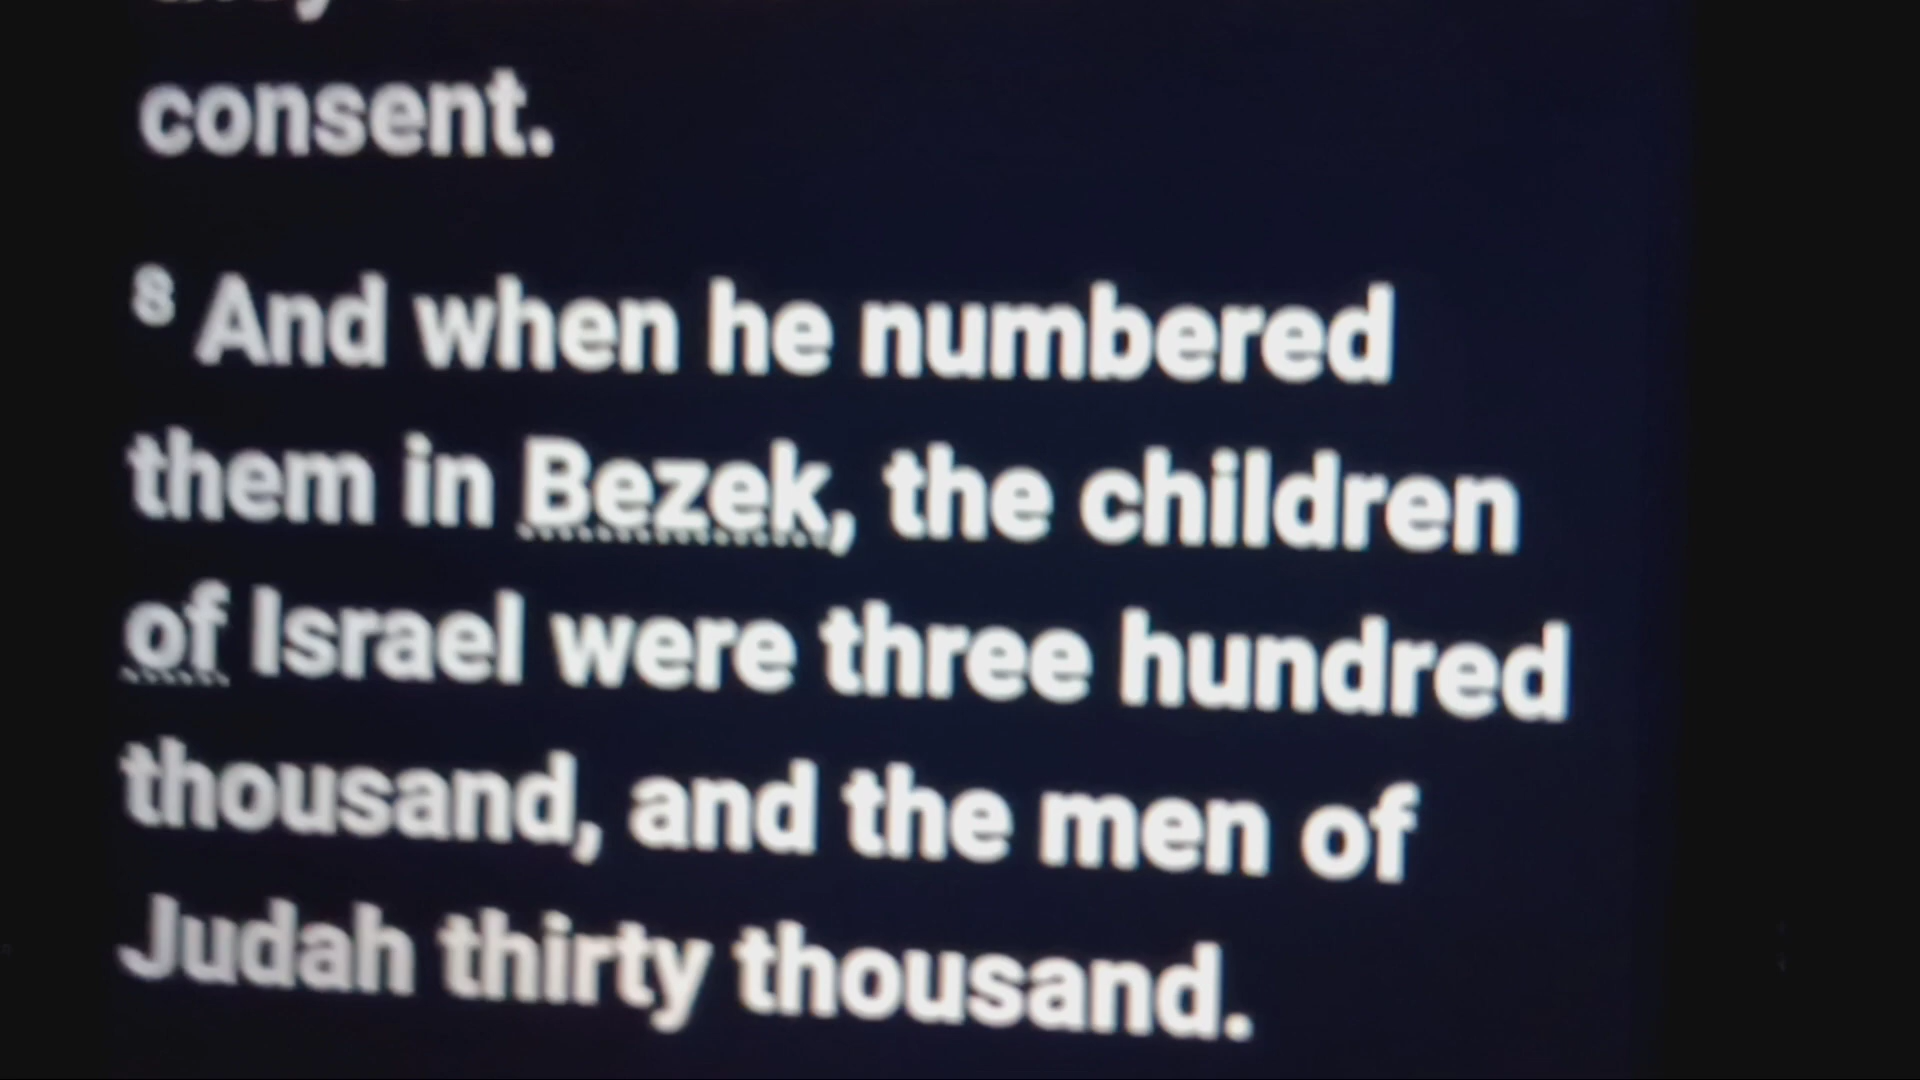 consent.
8 And when he numbered
them in Bezek, the children
of Israel were three hundred
thousand, and the men of
Judah thirty thousand.